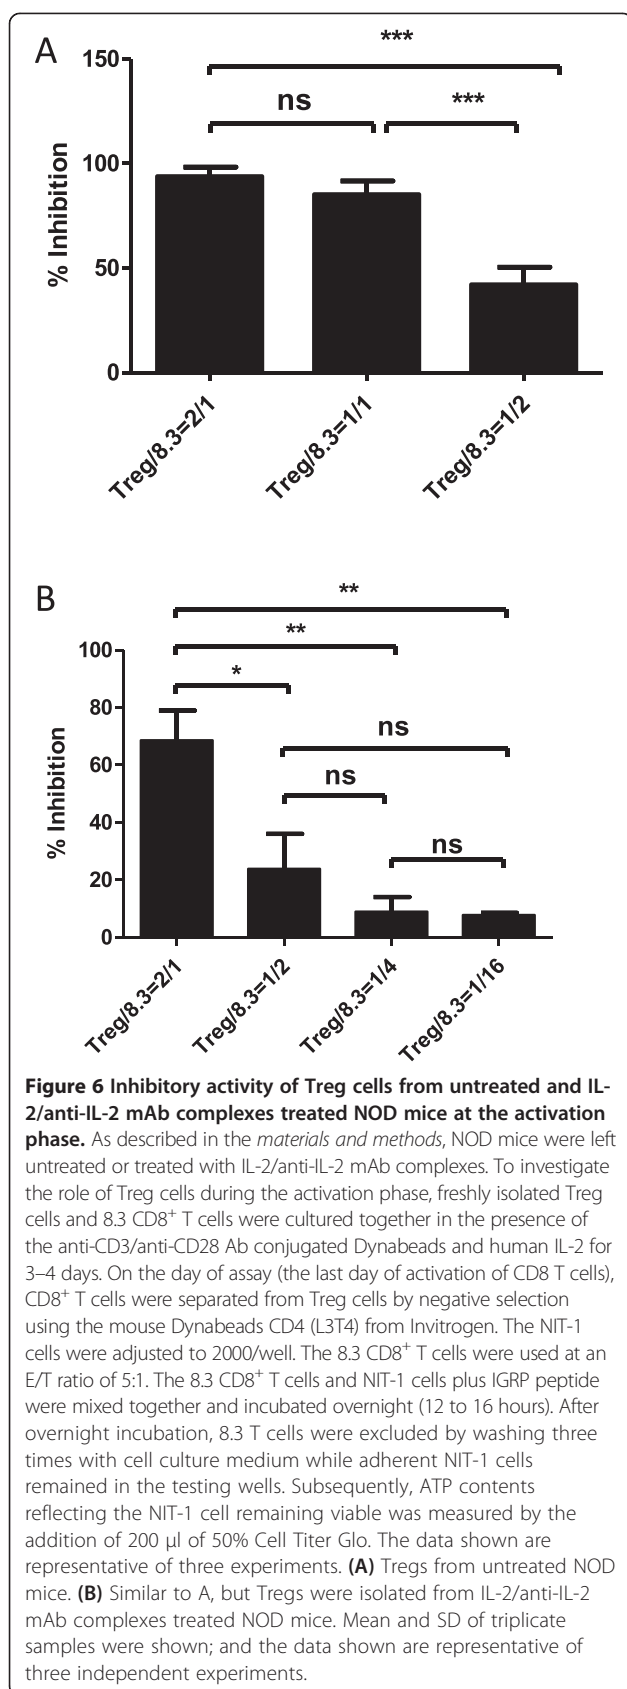 A
***
150
ns
***
100
50
0
% Inhibition
Treg/8.3=2/1
Treg/8.3=1/1
Treg/8.3=1/2
B
**
**
100
*
80
ns
60
ns
40
ns
20
0
% Inhibition
Treg/8.3=2/1
Treg/8.3=1/2
Treg/8.3=1/4
Treg/8.3=1/16
Figure 6 Inhibitory activity of Treg cells from untreated and IL-
2/anti-IL-2 mAb complexes treated NOD mice at the activation
phase. As described in the materials and methods, NOD mice were left
untreated or treated with IL-2/anti-IL-2 mAb complexes. To investigate
the role of Treg cells during the activation phase, freshly isolated Treg
cells and 8.3 CD8⁺ T cells were cultured together in the presence of
the anti-CD3/anti-CD28 Ab conjugated Dynabeads and human IL-2 for
3–4 days. On the day of assay (the last day of activation of CD8 T cells),
CD8⁺ T cells were separated from Treg cells by negative selection
using the mouse Dynabeads CD4 (L3T4) from Invitrogen. The NIT-1
cells were adjusted to 2000/well. The 8.3 CD8⁺ T cells were used at an
E/T ratio of 5:1. The 8.3 CD8⁺ T cells and NIT-1 cells plus IGRP peptide
were mixed together and incubated overnight (12 to 16 hours). After
overnight incubation, 8.3 T cells were excluded by washing three
times with cell culture medium while adherent NIT-1 cells
remained in the testing wells. Subsequently, ATP contents
reflecting the NIT-1 cell remaining viable was measured by the
addition of 200 μl of 50% Cell Titer Glo. The data shown are
representative of three experiments. (A) Tregs from untreated NOD
mice. (B) Similar to A, but Tregs were isolated from IL-2/anti-IL-2
mAb complexes treated NOD mice. Mean and SD of triplicate
samples were shown; and the data shown are representative of
three independent experiments.